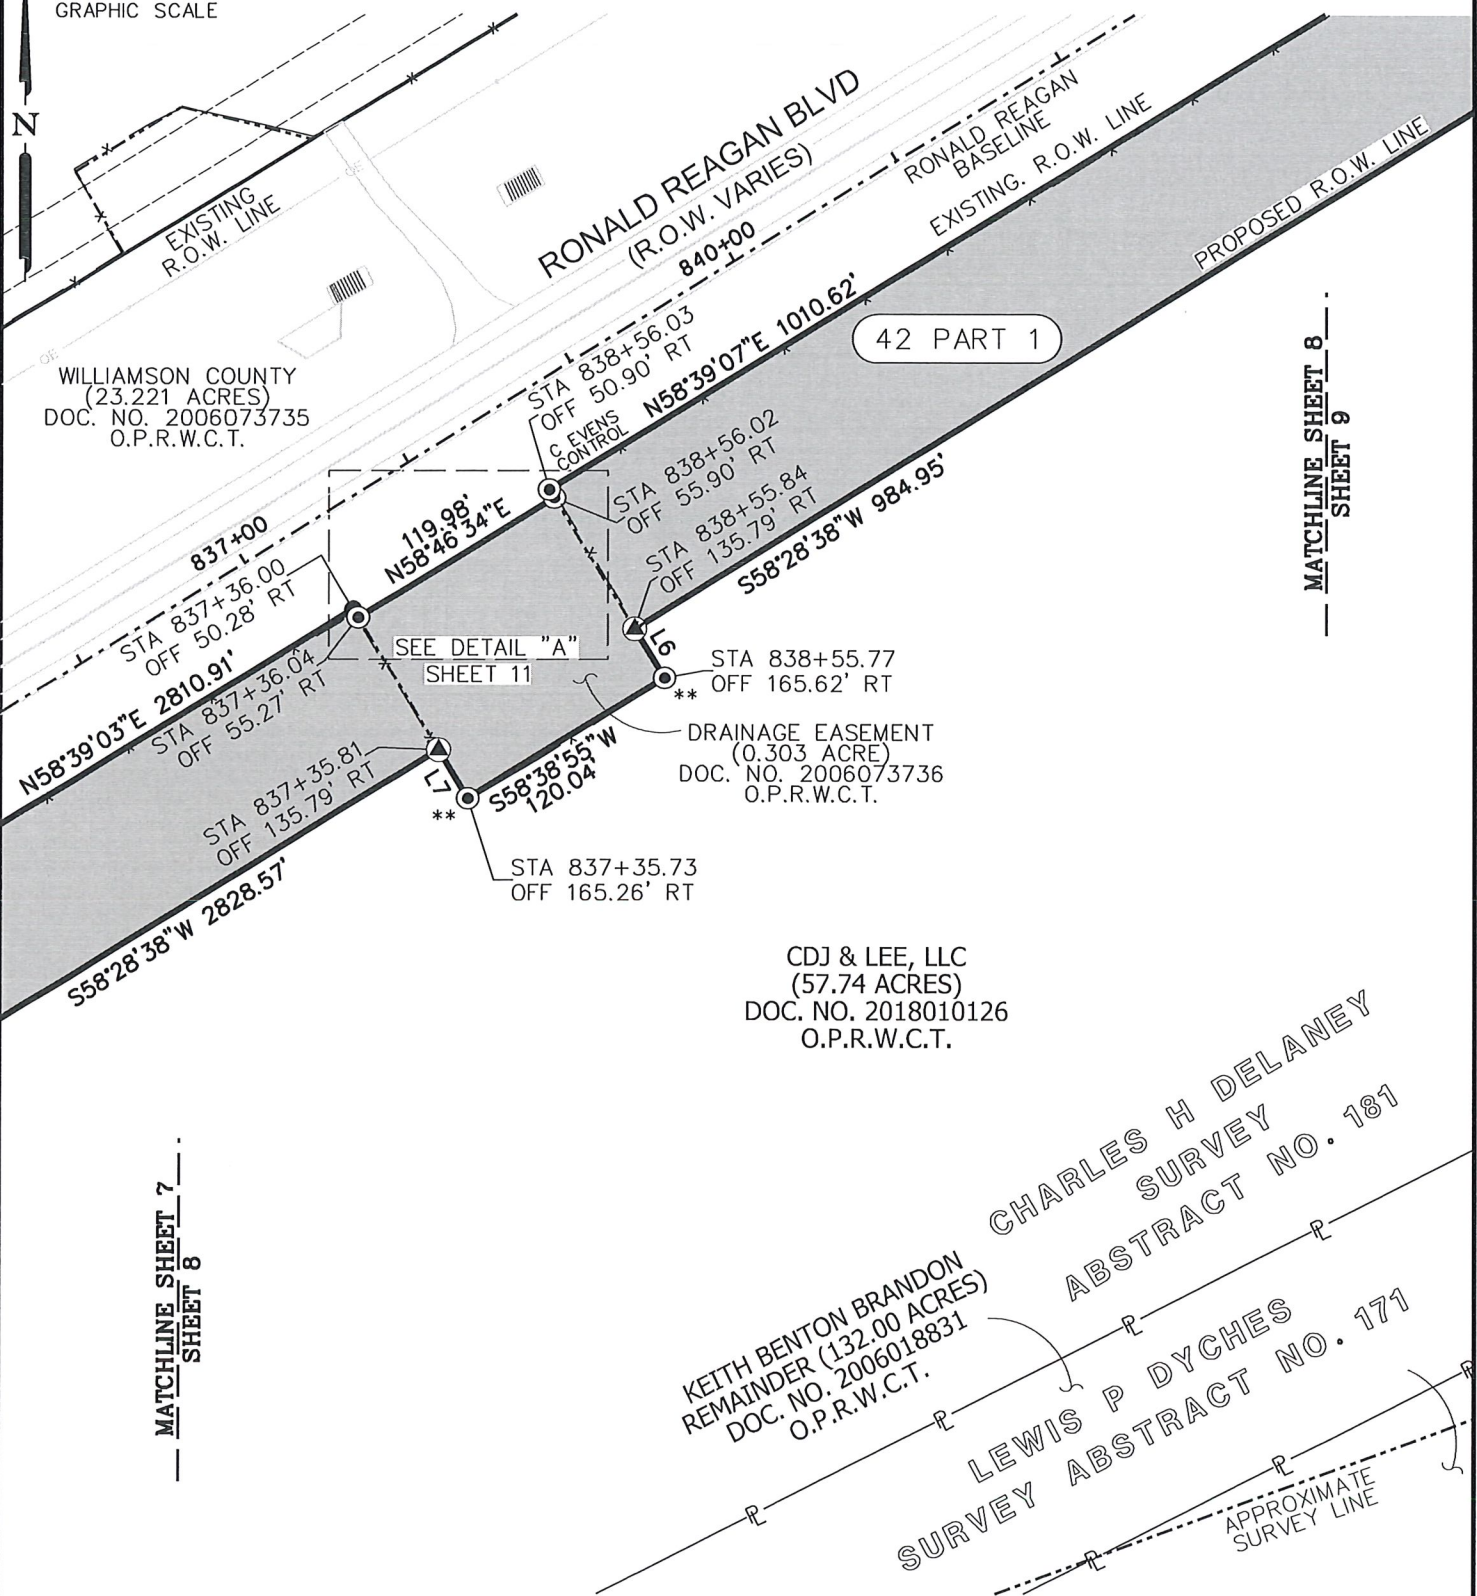 GRAPHIC SCALE
N
EXISTING
R.O.W. LINE
OE
OE
RONALD REAGAN BLVD
(R.O.W. VARIES)
840+00
RONALD REAGAN
BASELINE
EXISTING. R.O.W. LINE
PROPOSED R.O.W. LINE
WILLIAMSON COUNTY
(23.221 ACRES)
DOC. NO. 2006073735
O.P.R.W.C.T.
STA 838+56.03
OFF 50.90' RT
N58°39'07"E 1010.62'
42 PART 1
C EVENS
CONTROL
STA 838+56.02
OFF 55.90' RT
STA 838+55.84
OFF 135.79' RT
S58°28'38"W 984.95'
MATCHLINE SHEET 8
SHEET 9
837+00
119.98'
N58°46'34"E
STA 837+36.00
OFF 50.28' RT
N58°39'03"E 2810.91'
STA 837+36.04
OFF 55.27' RT
SEE DETAIL "A"
SHEET 11
L6
STA 838+55.77
OFF 165.62' RT
**
DRAINAGE EASEMENT
(0.303 ACRE)
DOC. NO. 2006073736
O.P.R.W.C.T.
STA 837+35.81
OFF 135.79' RT
L7
**
S58°38'55"W
120.04'
STA 837+35.73
OFF 165.26' RT
S58°28'38"W 2828.57'
CDJ & LEE, LLC
(57.74 ACRES)
DOC. NO. 2018010126
O.P.R.W.C.T.
MATCHLINE SHEET 7
SHEET 8
CHARLES H DELANEY
SURVEY
ABSTRACT NO. 181
KEITH BENTON BRANDON
REMAINDER (132.00 ACRES)
DOC. NO. 2006018831
O.P.R.W.C.T.
LEWIS P DYCHES
SURVEY ABSTRACT NO. 171
APPROXIMATE
SURVEY LINE
PL
PL
PL
PL
PL
PL
PL